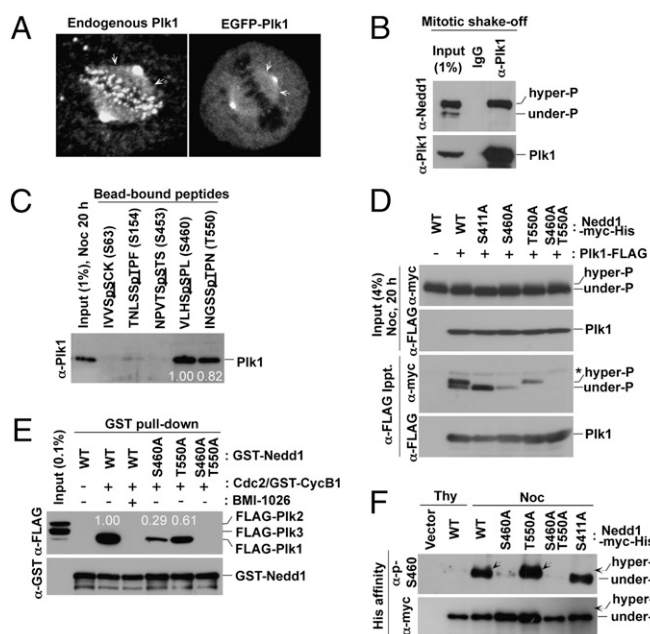 A
Endogenous Plk1
EGFP-Plk1
B
Mitotic shake-off
Input (1%)
IgG
α-Plk1
α-Nedd1
hyper-P
under-P
α-Plk1
Plk1
C
Bead-bound peptides
Input (1%), Noc 20 h
IVVSpSCK (S63)
TNLSSpTPF (S154)
NPVTSpSTS (S453)
VLHSpSPL (S460)
INGSSpTPN (T550)
α-Plk1
Plk1
1.00 0.82
D
- WT WT S411A S460A T550A S460A T550A
Nedd1 -myc-His
- + + + + + : Plk1-FLAG
Input (4%) Noc, 20 h
α-myc
hyper-P
under-P
α-FLAG
Plk1
α-FLAG Ippt.
α-myc
*
hyper-P
under-P
α-FLAG
Plk1
E
GST pull-down
Input (0.1%)
WT WT WT S460A T550A S460A T550A
: GST-Nedd1
- + + + + + : Cdc2/GST-CycB1
- - + - - - : BMI-1026
α-FLAG
1.00 0.29 0.61
FLAG-Plk2
FLAG-Plk3
FLAG-Plk1
α-GST
GST-Nedd1
F
Thy
Noc
Vector WT WT S460A T550A S460A T550A S411A
Nedd1 -myc-His
His affinity
α-p-S460
hyper-
under-
α-myc
hyper-
under-